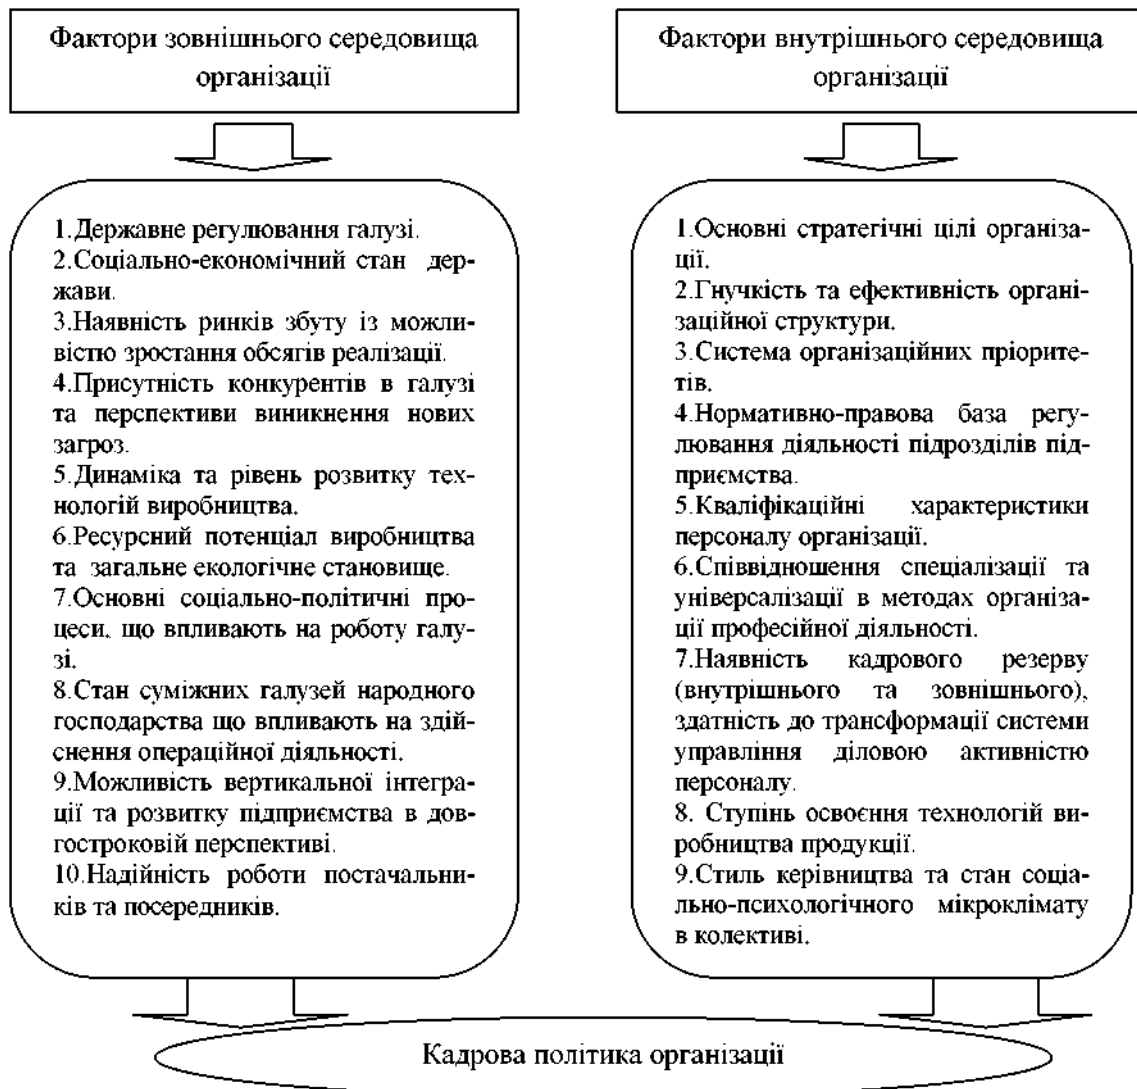 Фактори зовнішнього середовища
організації
Фактори внутрішнього середовища
організації
1.Державне регулювання галузі.
2.Соціально-економічний стан дер-
жави.
3.Наявність ринків збуту із можли-
вістю зростання обсягів реалізації.
4.Присутність конкурентів в галузі
та перспективи виникнення нових
загроз.
5.Динаміка та рівень розвитку тех-
нологій виробництва.
6.Ресурсний потенціал виробництва
та загальне екологічне становище.
7.Основні соціально-політичні про-
цеси, що впливають на роботу галу-
зі.
8.Стан суміжних галузей народного
господарства що впливають на здій-
снення операційної діяльності.
9.Можливість вертикальної інтегра-
ції та розвитку підприємства в дов-
гостроковій перспективі.
10.Надійність роботи постачальни-
ків та посередників.
1.Основні стратегічні цілі організа-
ції.
2.Гнучкість та ефективність органі-
заційної структури.
3.Система організаційних пріорите-
тів.
4.Нормативно-правова база регу-
лювання діяльності підрозділів під-
приємства.
5.Кваліфікаційні характеристики
персоналу організації.
6.Співвідношення спеціалізації та
універсалізації в методах організа-
ції професійної діяльності.
7.Наявність кадрового резерву
(внутрішнього та зовнішнього),
здатність до трансформації системи
управління діловою активністю
персоналу.
8. Ступінь освоєння технологій ви-
робництва продукції.
9.Стиль керівництва та стан соціа-
льно-психологічного мікроклімату
в колективі.
Кадрова політика організації